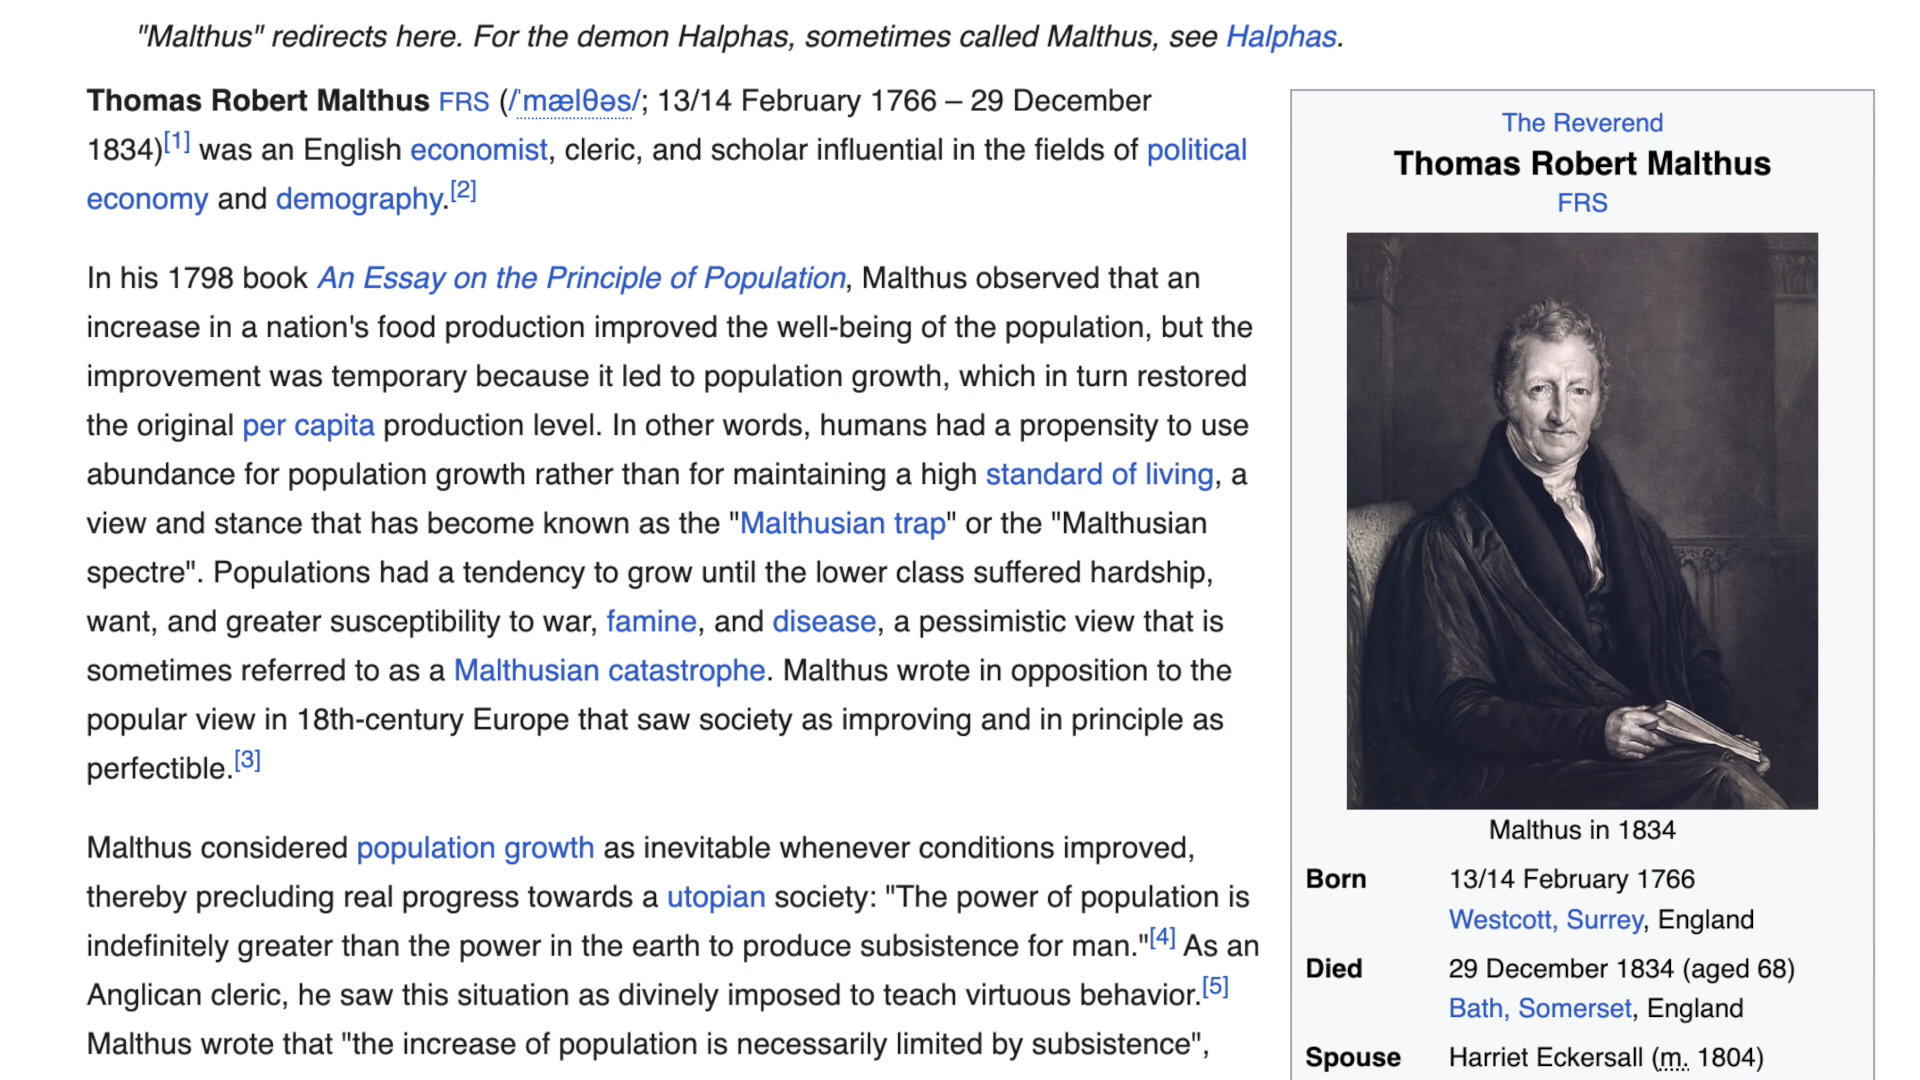 "Malthus" redirects here. For the demon Halphas, sometimes called Malthus, see Halphas.
Thomas Robert Malthus FRS (/ˈmælθəs/; 13/14 February 1766 – 29 December
1834)[1] was an English economist, cleric, and scholar influential in the fields of political
economy and demography.[2]
In his 1798 book An Essay on the Principle of Population, Malthus observed that an
increase in a nation's food production improved the well-being of the population, but the
improvement was temporary because it led to population growth, which in turn restored
the original per capita production level. In other words, humans had a propensity to use
abundance for population growth rather than for maintaining a high standard of living, a
view and stance that has become known as the "Malthusian trap" or the "Malthusian
spectre". Populations had a tendency to grow until the lower class suffered hardship,
want, and greater susceptibility to war, famine, and disease, a pessimistic view that is
sometimes referred to as a Malthusian catastrophe. Malthus wrote in opposition to the
popular view in 18th-century Europe that saw society as improving and in principle as
perfectible.[3]
Malthus considered population growth as inevitable whenever conditions improved,
thereby precluding real progress towards a utopian society: "The power of population is
indefinitely greater than the power in the earth to produce subsistence for man."[4] As an
Anglican cleric, he saw this situation as divinely imposed to teach virtuous behavior.[5]
Malthus wrote that "the increase of population is necessarily limited by subsistence",
The Reverend
Thomas Robert Malthus
FRS
Malthus in 1834
Born 13/14 February 1766
Westcott, Surrey, England
Died 29 December 1834 (aged 68)
Bath, Somerset, England
Spouse Harriet Eckersall (m. 1804)